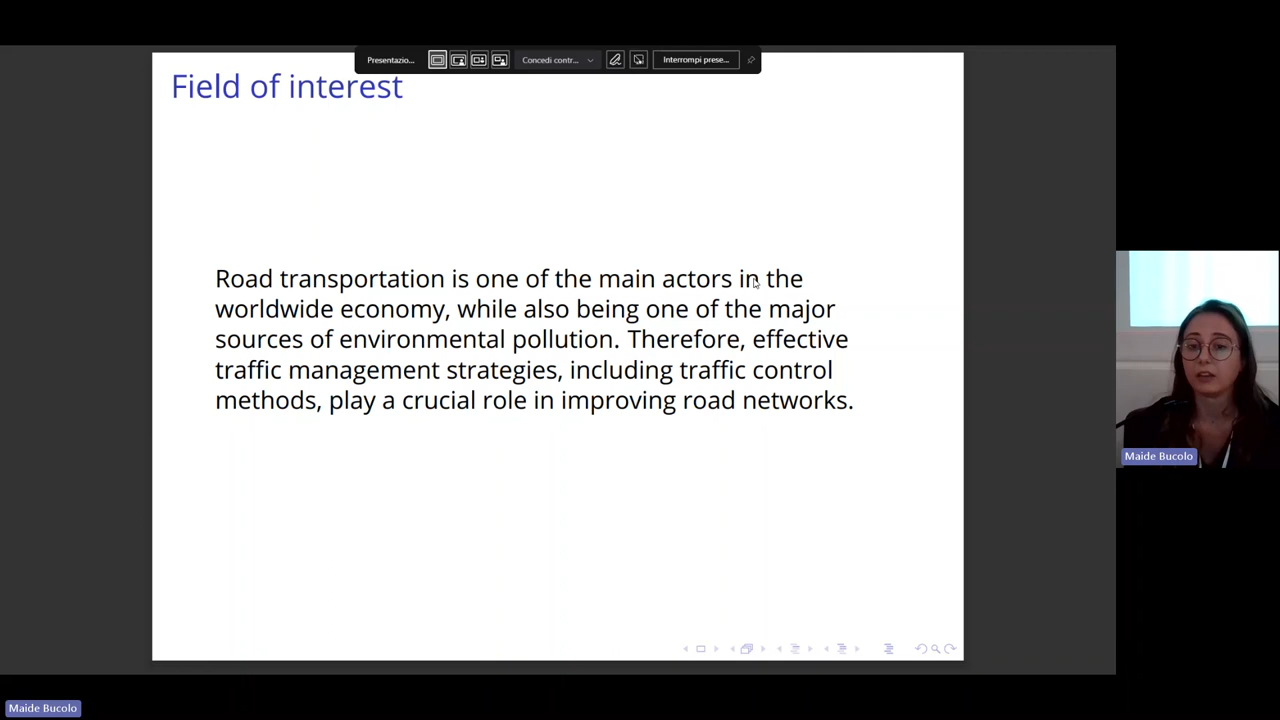 Presentazio...
Concedi contr...
Interrompi prese...
Field of interest
Road transportation is one of the main actors in the
worldwide economy, while also being one of the major
sources of environmental pollution. Therefore, effective
traffic management strategies, including traffic control
methods, play a crucial role in improving road networks.
Maide Bucolo
Maide Bucolo